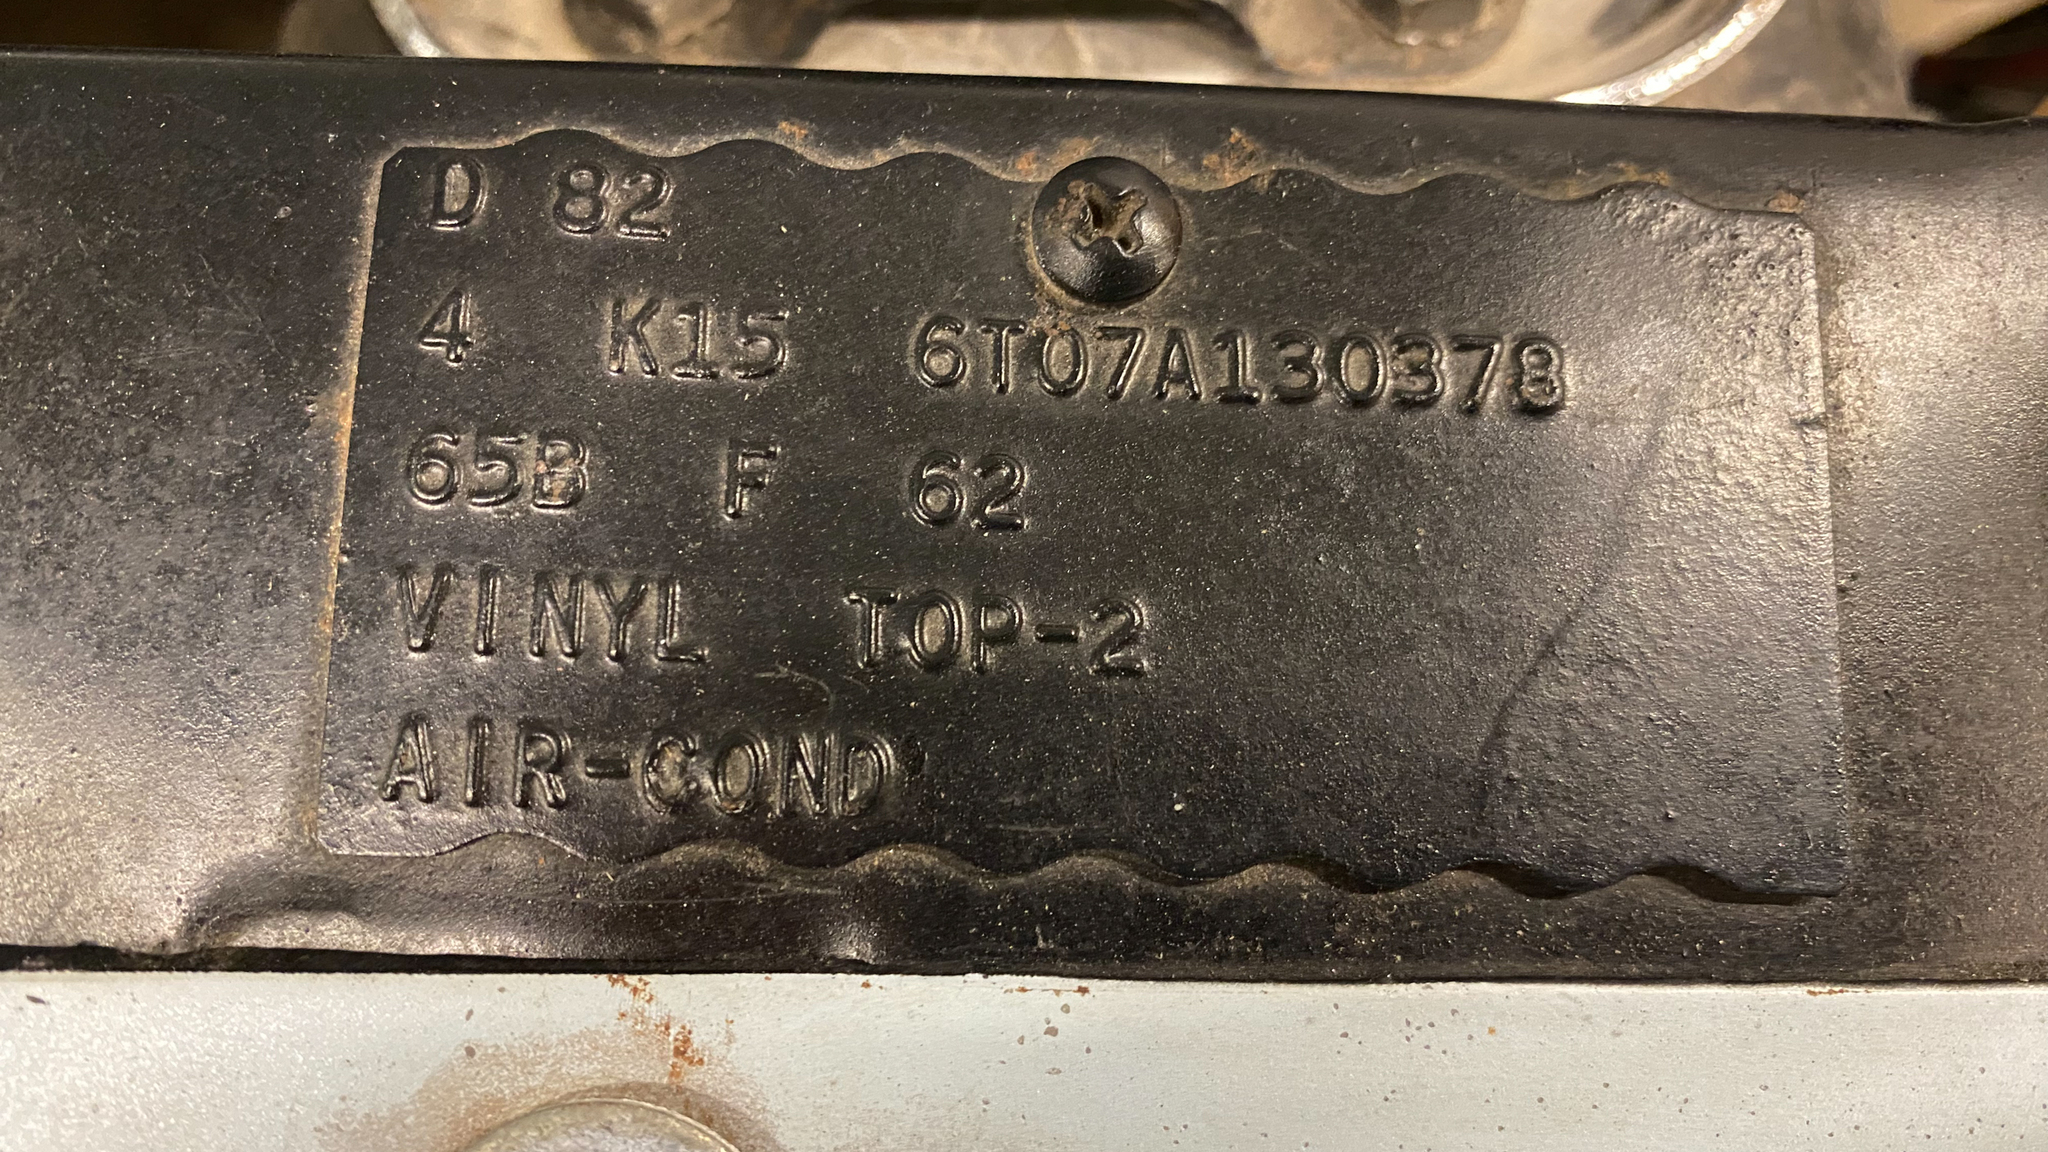 D 82
4 K15 6T07A130378
65B F 62
VINYL TOP-2
AIR-COND